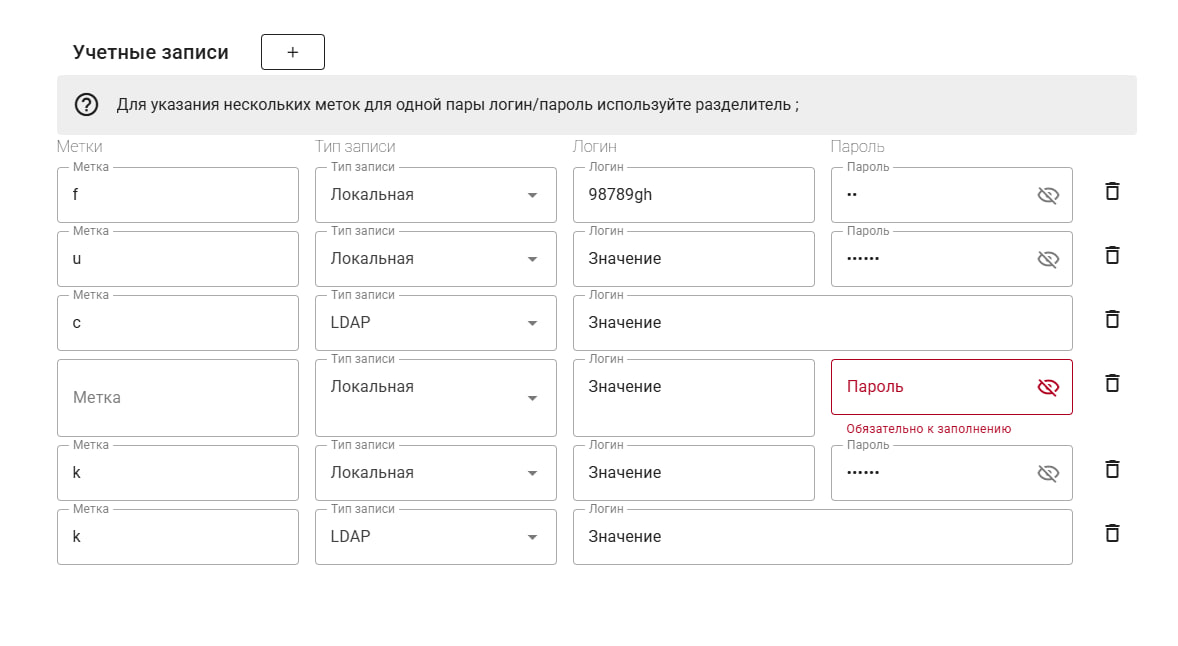 Учетные записи +
Для указания нескольких меток для одной пары логин/пароль используйте разделитель ;
Метки Тип записи Логин Пароль
Метка Тип записи Логин Пароль
f Локальная 98789gh ••
Метка Тип записи Логин Пароль
u Локальная Значение ••••••
Метка Тип записи Логин
c LDAP Значение
Тип записи Логин
Метка Локальная Значение Пароль
Обязательно к заполнению
Метка Тип записи Логин Пароль
k Локальная Значение ••••••
Метка Тип записи Логин
k LDAP Значение